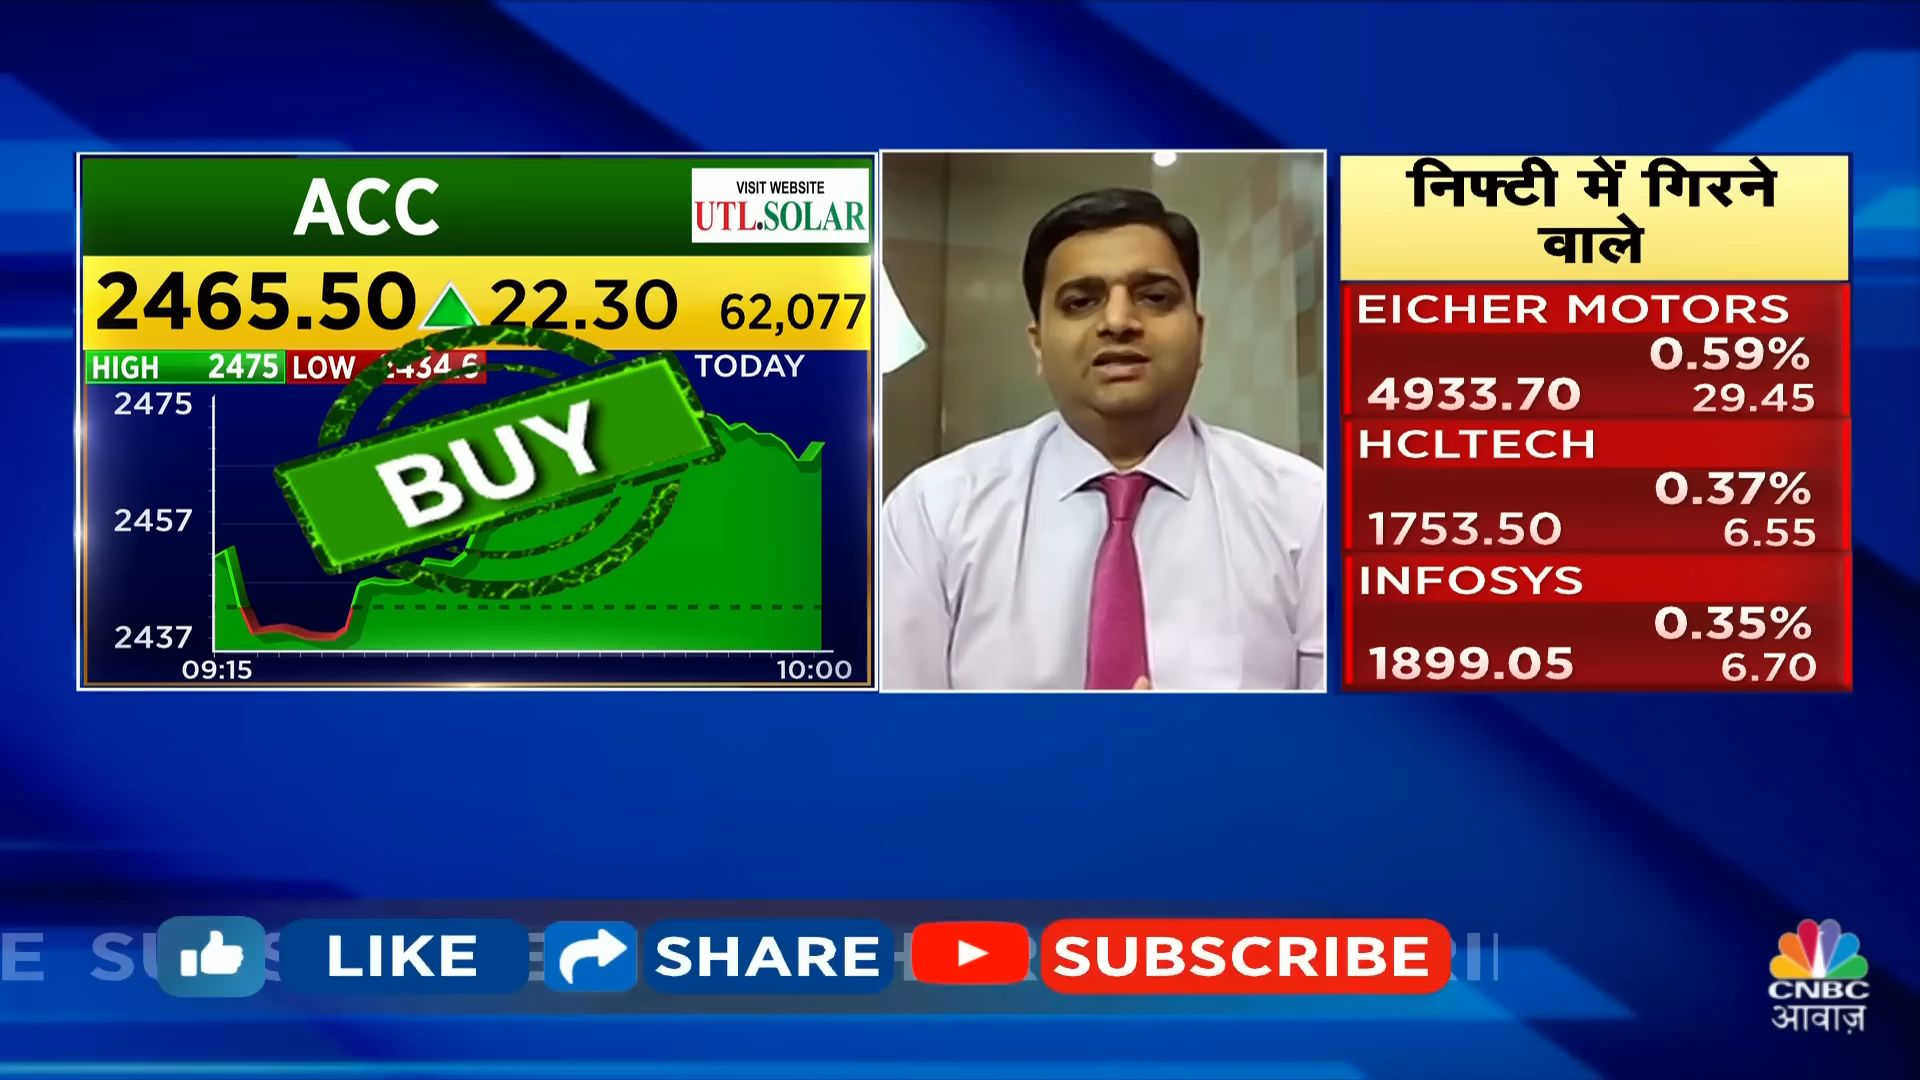 ACC
VISIT WEBSITE
UTL.SOLAR
2465.50 22.30 62,077
HIGH 2475 LOW TODAY
2475
2457
2437
09:15 10:00
BUY
निफ्टी में गिरने
वाले
EICHER MOTORS
0.59%
4933.70 29.45
HCLTECH
0.37%
1753.50 6.55
INFOSYS
0.35%
1899.05 6.70
LIKE SHARE SUBSCRIBE
CNBC
आवाज़